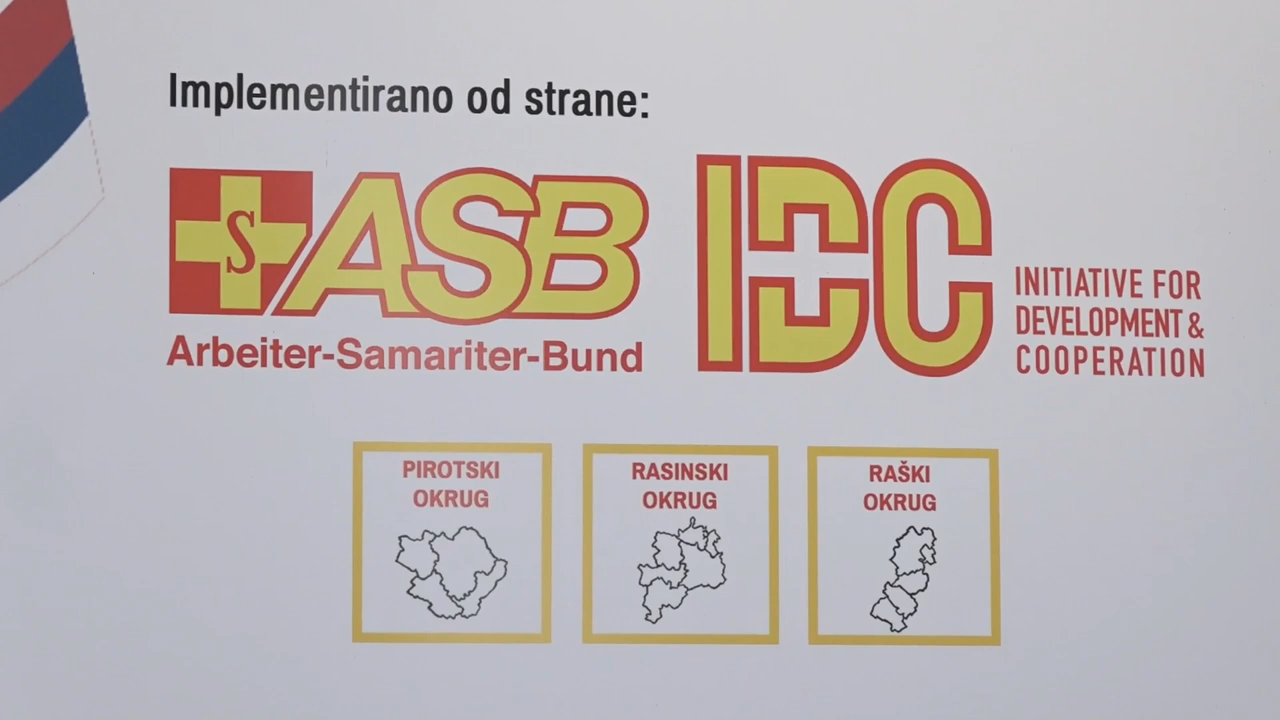 Implementirano od strane:
S ASB
Arbeiter-Samariter-Bund
IDC
INITIATIVE FOR
DEVELOPMENT &
COOPERATION
PIROTSKI
OKRUG
RASINSKI
OKRUG
RAŠKI
OKRUG